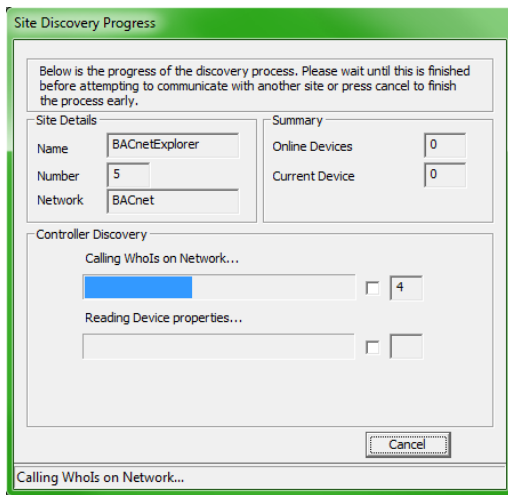 Site Discovery Progress
Below is the progress of the discovery process. Please wait until this is finished
before attempting to communicate with another site or press cancel to finish
the process early.
Site Details
Name BACnetExplorer
Number 5
Network BACnet
Summary
Online Devices 0
Current Device 0
Controller Discovery
Calling WhoIs on Network...
4
Reading Device properties...
Cancel
Calling WhoIs on Network...